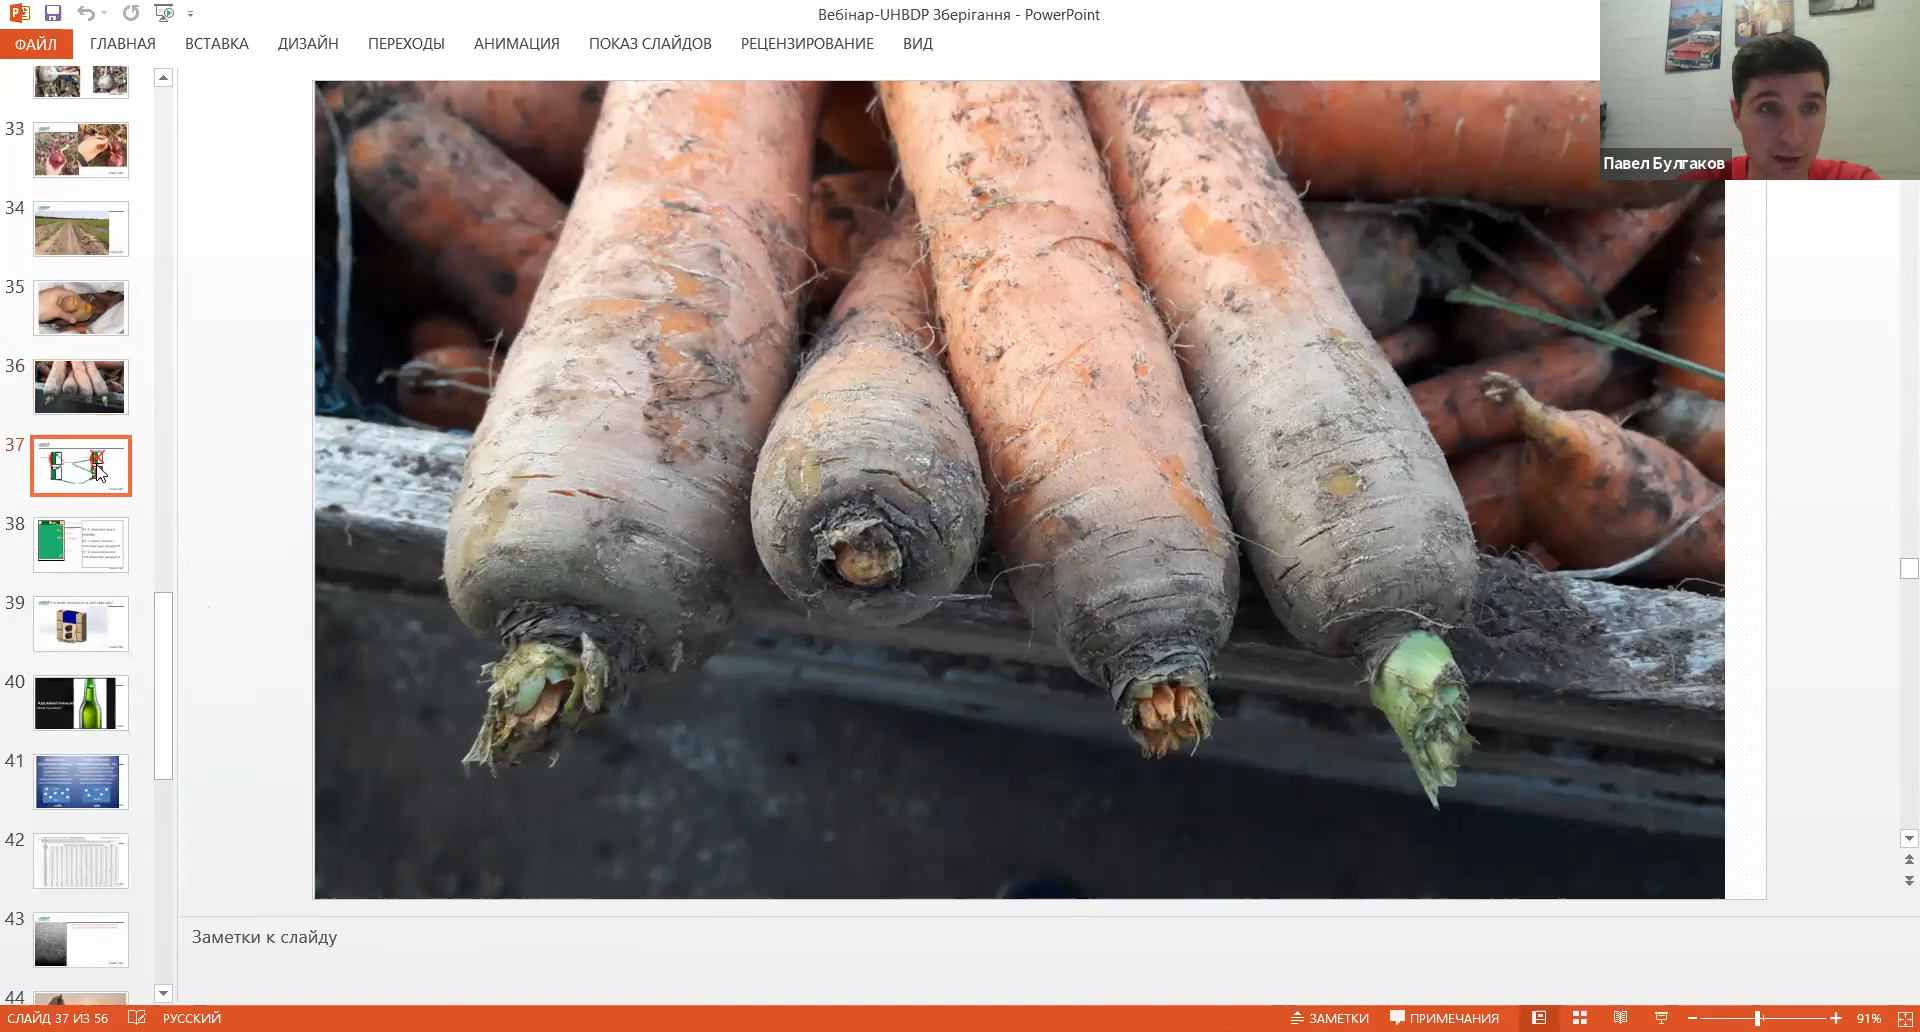 Вебінар-UHBDP Зберігання - PowerPoint
ФАЙЛ ГЛАВНАЯ ВСТАВКА ДИЗАЙН ПЕРЕХОДЫ АНИМАЦИЯ ПОКАЗ СЛАЙДОВ РЕЦЕНЗИРОВАНИЕ ВИД
Павел Булгаков
33
34
35
36
37
38
39
40
41
42
43
44
Заметки к слайду
СЛАЙД 37 ИЗ 56 РУССКИЙ ЗАМЕТКИ ПРИМЕЧАНИЯ 91%